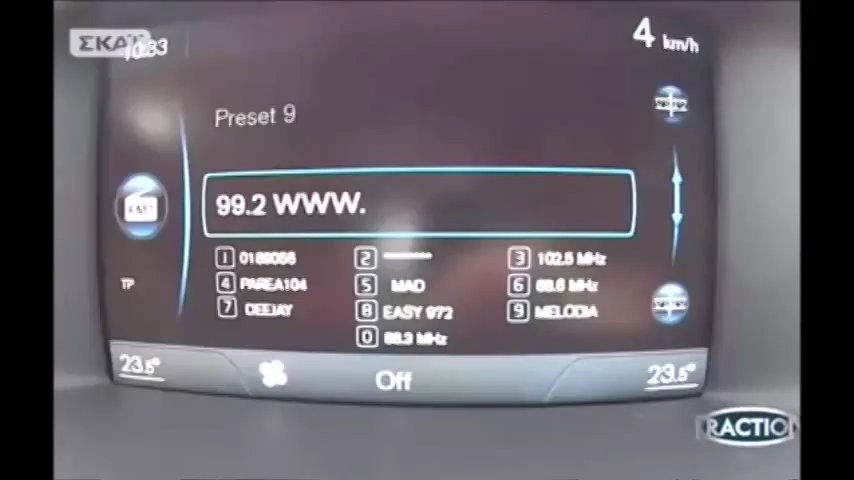 ΣΚΑΪ
10:33
4 km/h
Preset 9
99.2 WWW.
TP
1 2 3 102.5 MHz
4 PAREA104 5 MAD 6 88.6 MHz
7 DEEJAY 8 EASY 972 9 MELODIA
0 88.3 MHz
23.5° Off 23.5°
TRACTION